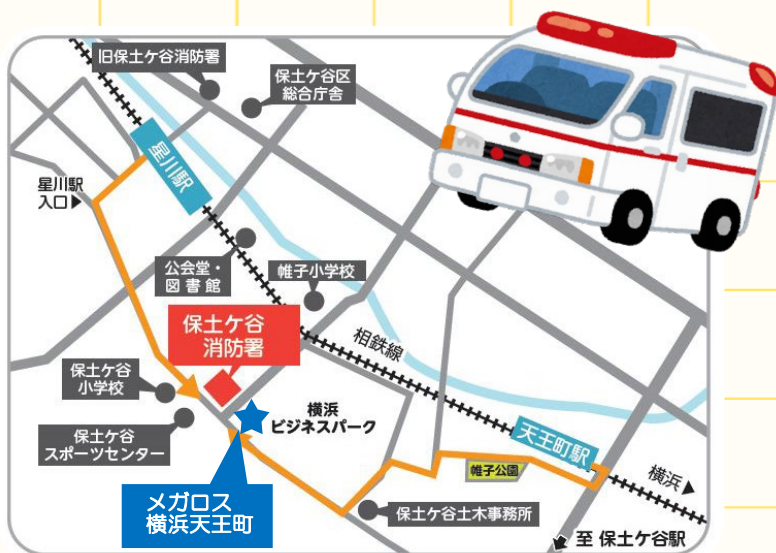 旧保土ケ谷消防署
保土ケ谷区
総合庁舎
星川駅
星川駅
入口▶
公会堂・
図書館
帷子小学校
保土ケ谷
消防署
相鉄線
保土ケ谷
小学校
保土ケ谷
スポーツセンター
横浜
ビジネスパーク
天王町駅
帷子公園
横浜▶
メガロス
横浜天王町
保土ケ谷土木事務所
至 保土ケ谷駅